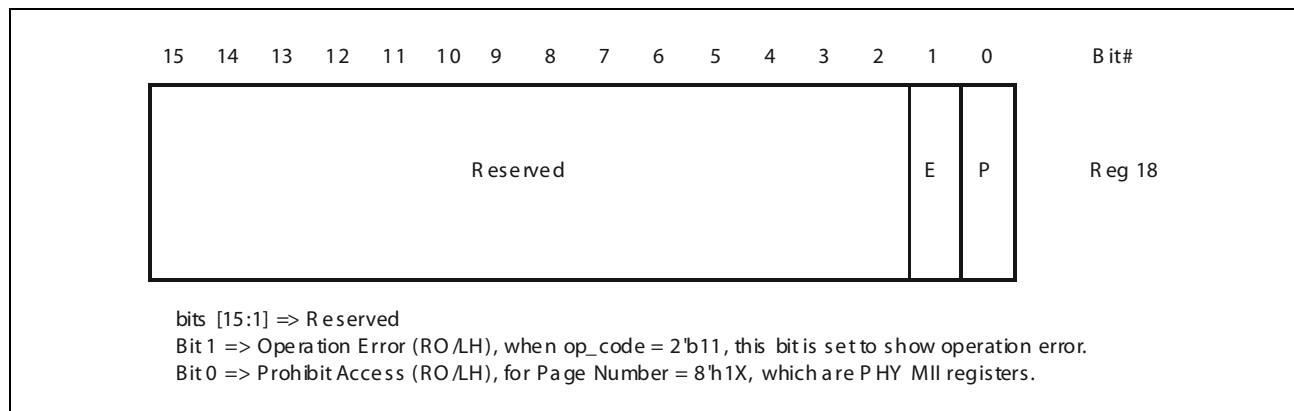 15 14 13 12 11 10 9 8 7 6 5 4 3 2 1 0 Bit#
Reserved E P Reg 18
bits [15:1] => Reserved
Bit 1 => Operation Error (RO/LH), when op_code = 2'b11, this bit is set to show operation error.
Bit 0 => Prohibit Access (RO/LH), for Page Number = 8'h1X, which are PHY MII registers.